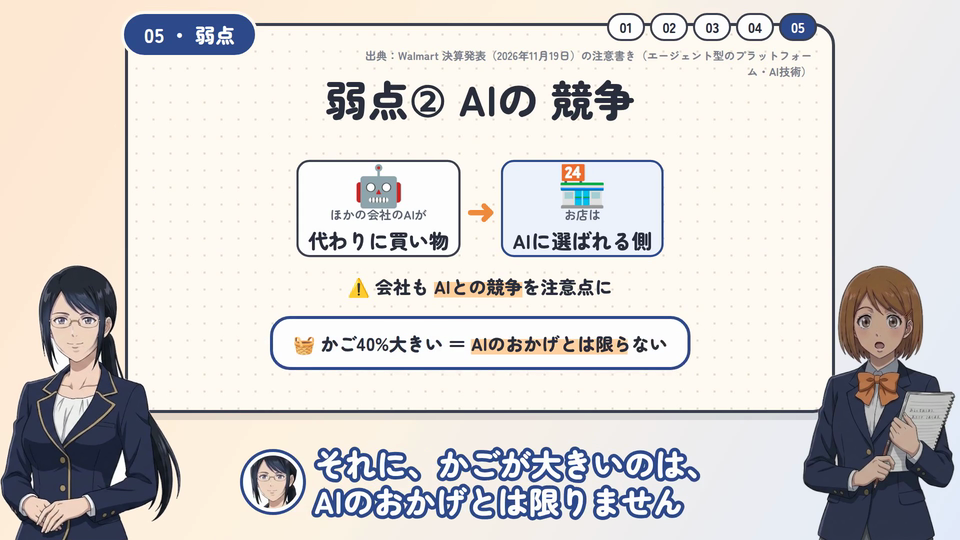 05 ・ 弱点
01 02 03 04 05
出典：Walmart 決算発表（2026年11月19日）の注意書き（エージェント型のプラットフォー
ム・AI技術）
弱点② AIの 競争
ほかの会社のAIが
代わりに買い物
24
お店は
AIに選ばれる側
会社も AIとの競争を注意点に
かご40%大きい ＝ AIのおかげとは限らない
それに、かごが大きいのは、
AIのおかげとは限りません